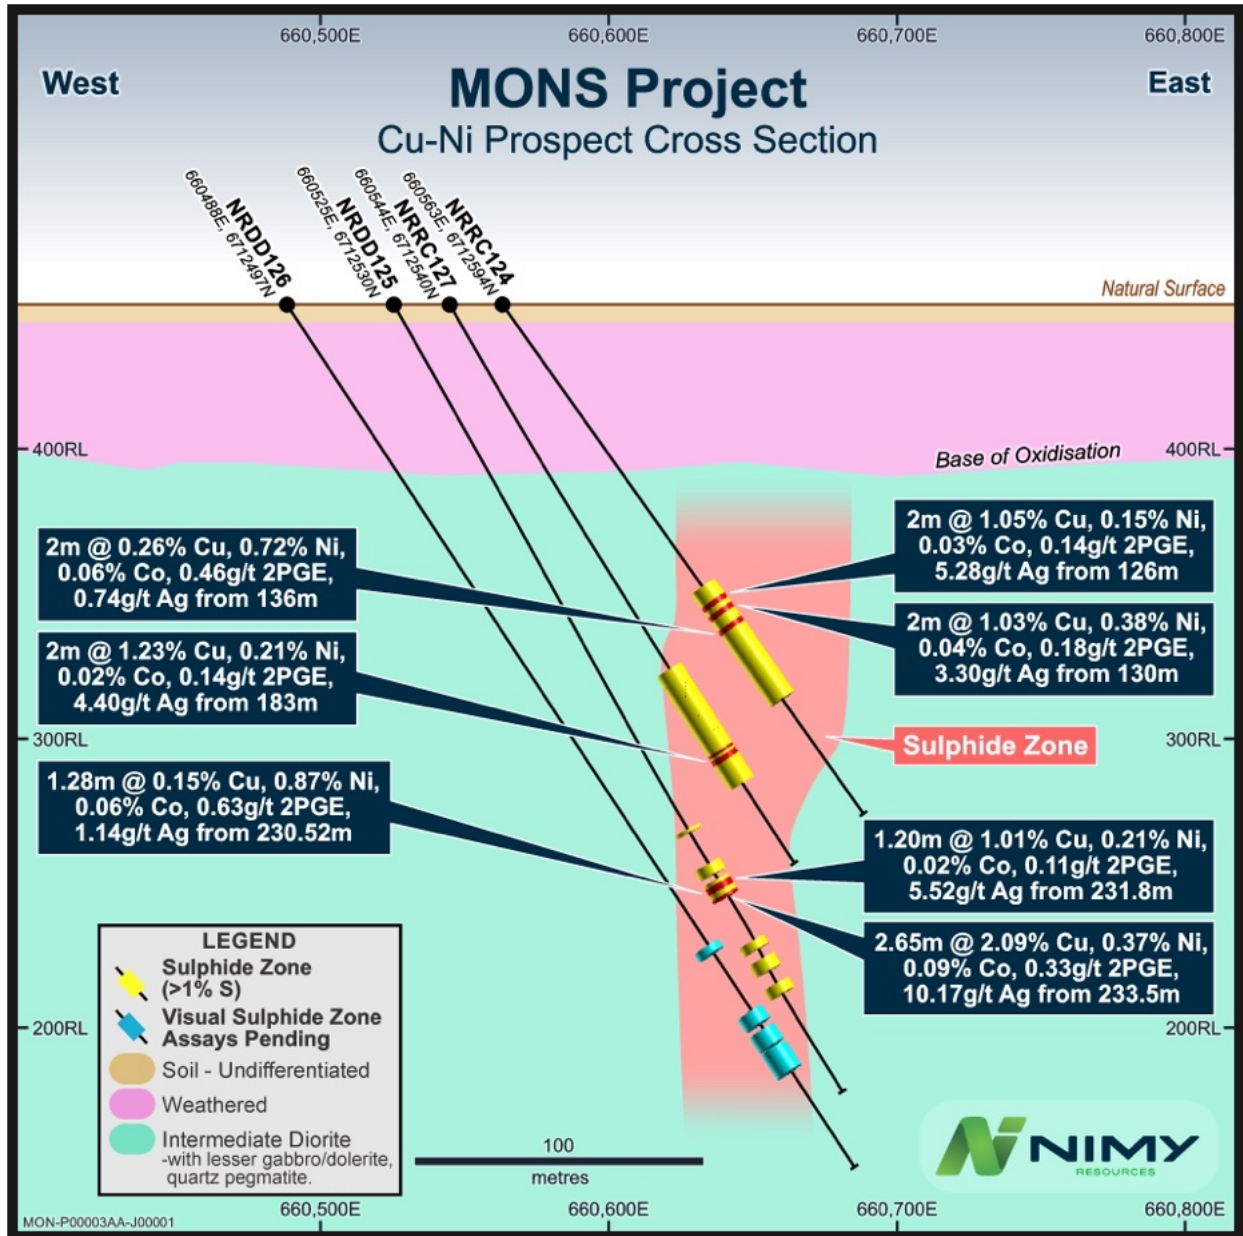 660,500E
660,600E
660,700E
660,800E
West
MONS Project
East
Cu-Ni Prospect Cross Section
NRDD126
660488E, 6712497N
NRDD125
660525E, 6712530N
NRRC127
660544E, 6712540N
NRRC124
660563E, 6712594N
Natural Surface
400RL
Base of Oxidisation
400RL
2m @ 0.26% Cu, 0.72% Ni,
0.06% Co, 0.46g/t 2PGE,
0.74g/t Ag from 136m
2m @ 1.05% Cu, 0.15% Ni,
0.03% Co, 0.14g/t 2PGE,
5.28g/t Ag from 126m
2m @ 1.03% Cu, 0.38% Ni,
0.04% Co, 0.18g/t 2PGE,
3.30g/t Ag from 130m
2m @ 1.23% Cu, 0.21% Ni,
0.02% Co, 0.14g/t 2PGE,
4.40g/t Ag from 183m
300RL
Sulphide Zone
300RL
1.28m @ 0.15% Cu, 0.87% Ni,
0.06% Co, 0.63g/t 2PGE,
1.14g/t Ag from 230.52m
1.20m @ 1.01% Cu, 0.21% Ni,
0.02% Co, 0.11g/t 2PGE,
5.52g/t Ag from 231.8m
2.65m @ 2.09% Cu, 0.37% Ni,
0.09% Co, 0.33g/t 2PGE,
10.17g/t Ag from 233.5m
200RL
200RL
LEGEND
Sulphide Zone
(>1% S)
Visual Sulphide Zone
Assays Pending
Soil - Undifferentiated
Weathered
Intermediate Diorite
-with lesser gabbro/dolerite,
quartz pegmatite.
100
metres
NIMY
RESOURCES
MON-P00003AA-J00001
660,500E
660,600E
660,700E
660,800E